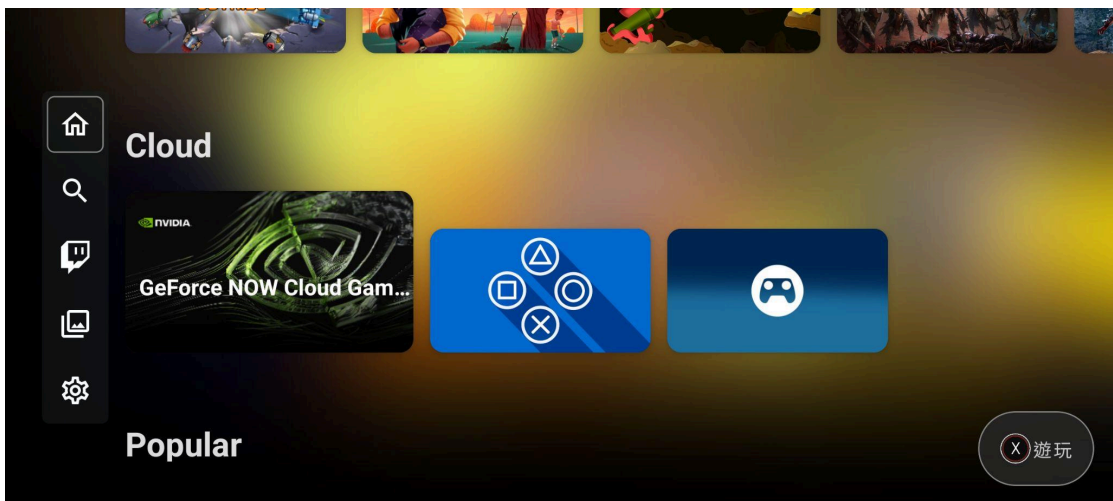 Cloud
NVIDIA
GeForce NOW Cloud Gam...
Popular
X 遊玩